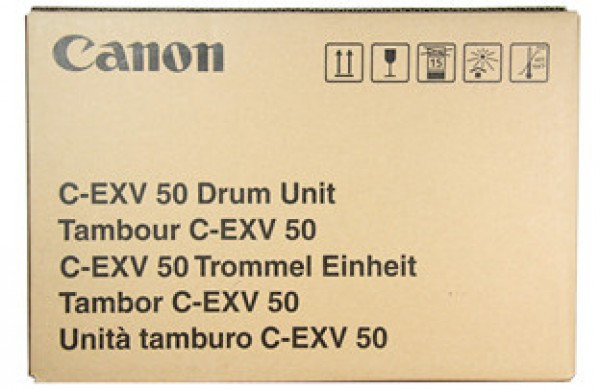 Canon
15
C-EXV 50 Drum Unit
Tambour C-EXV 50
C-EXV 50 Trommel Einheit
Tambor C-EXV 50
Unità tamburo C-EXV 50